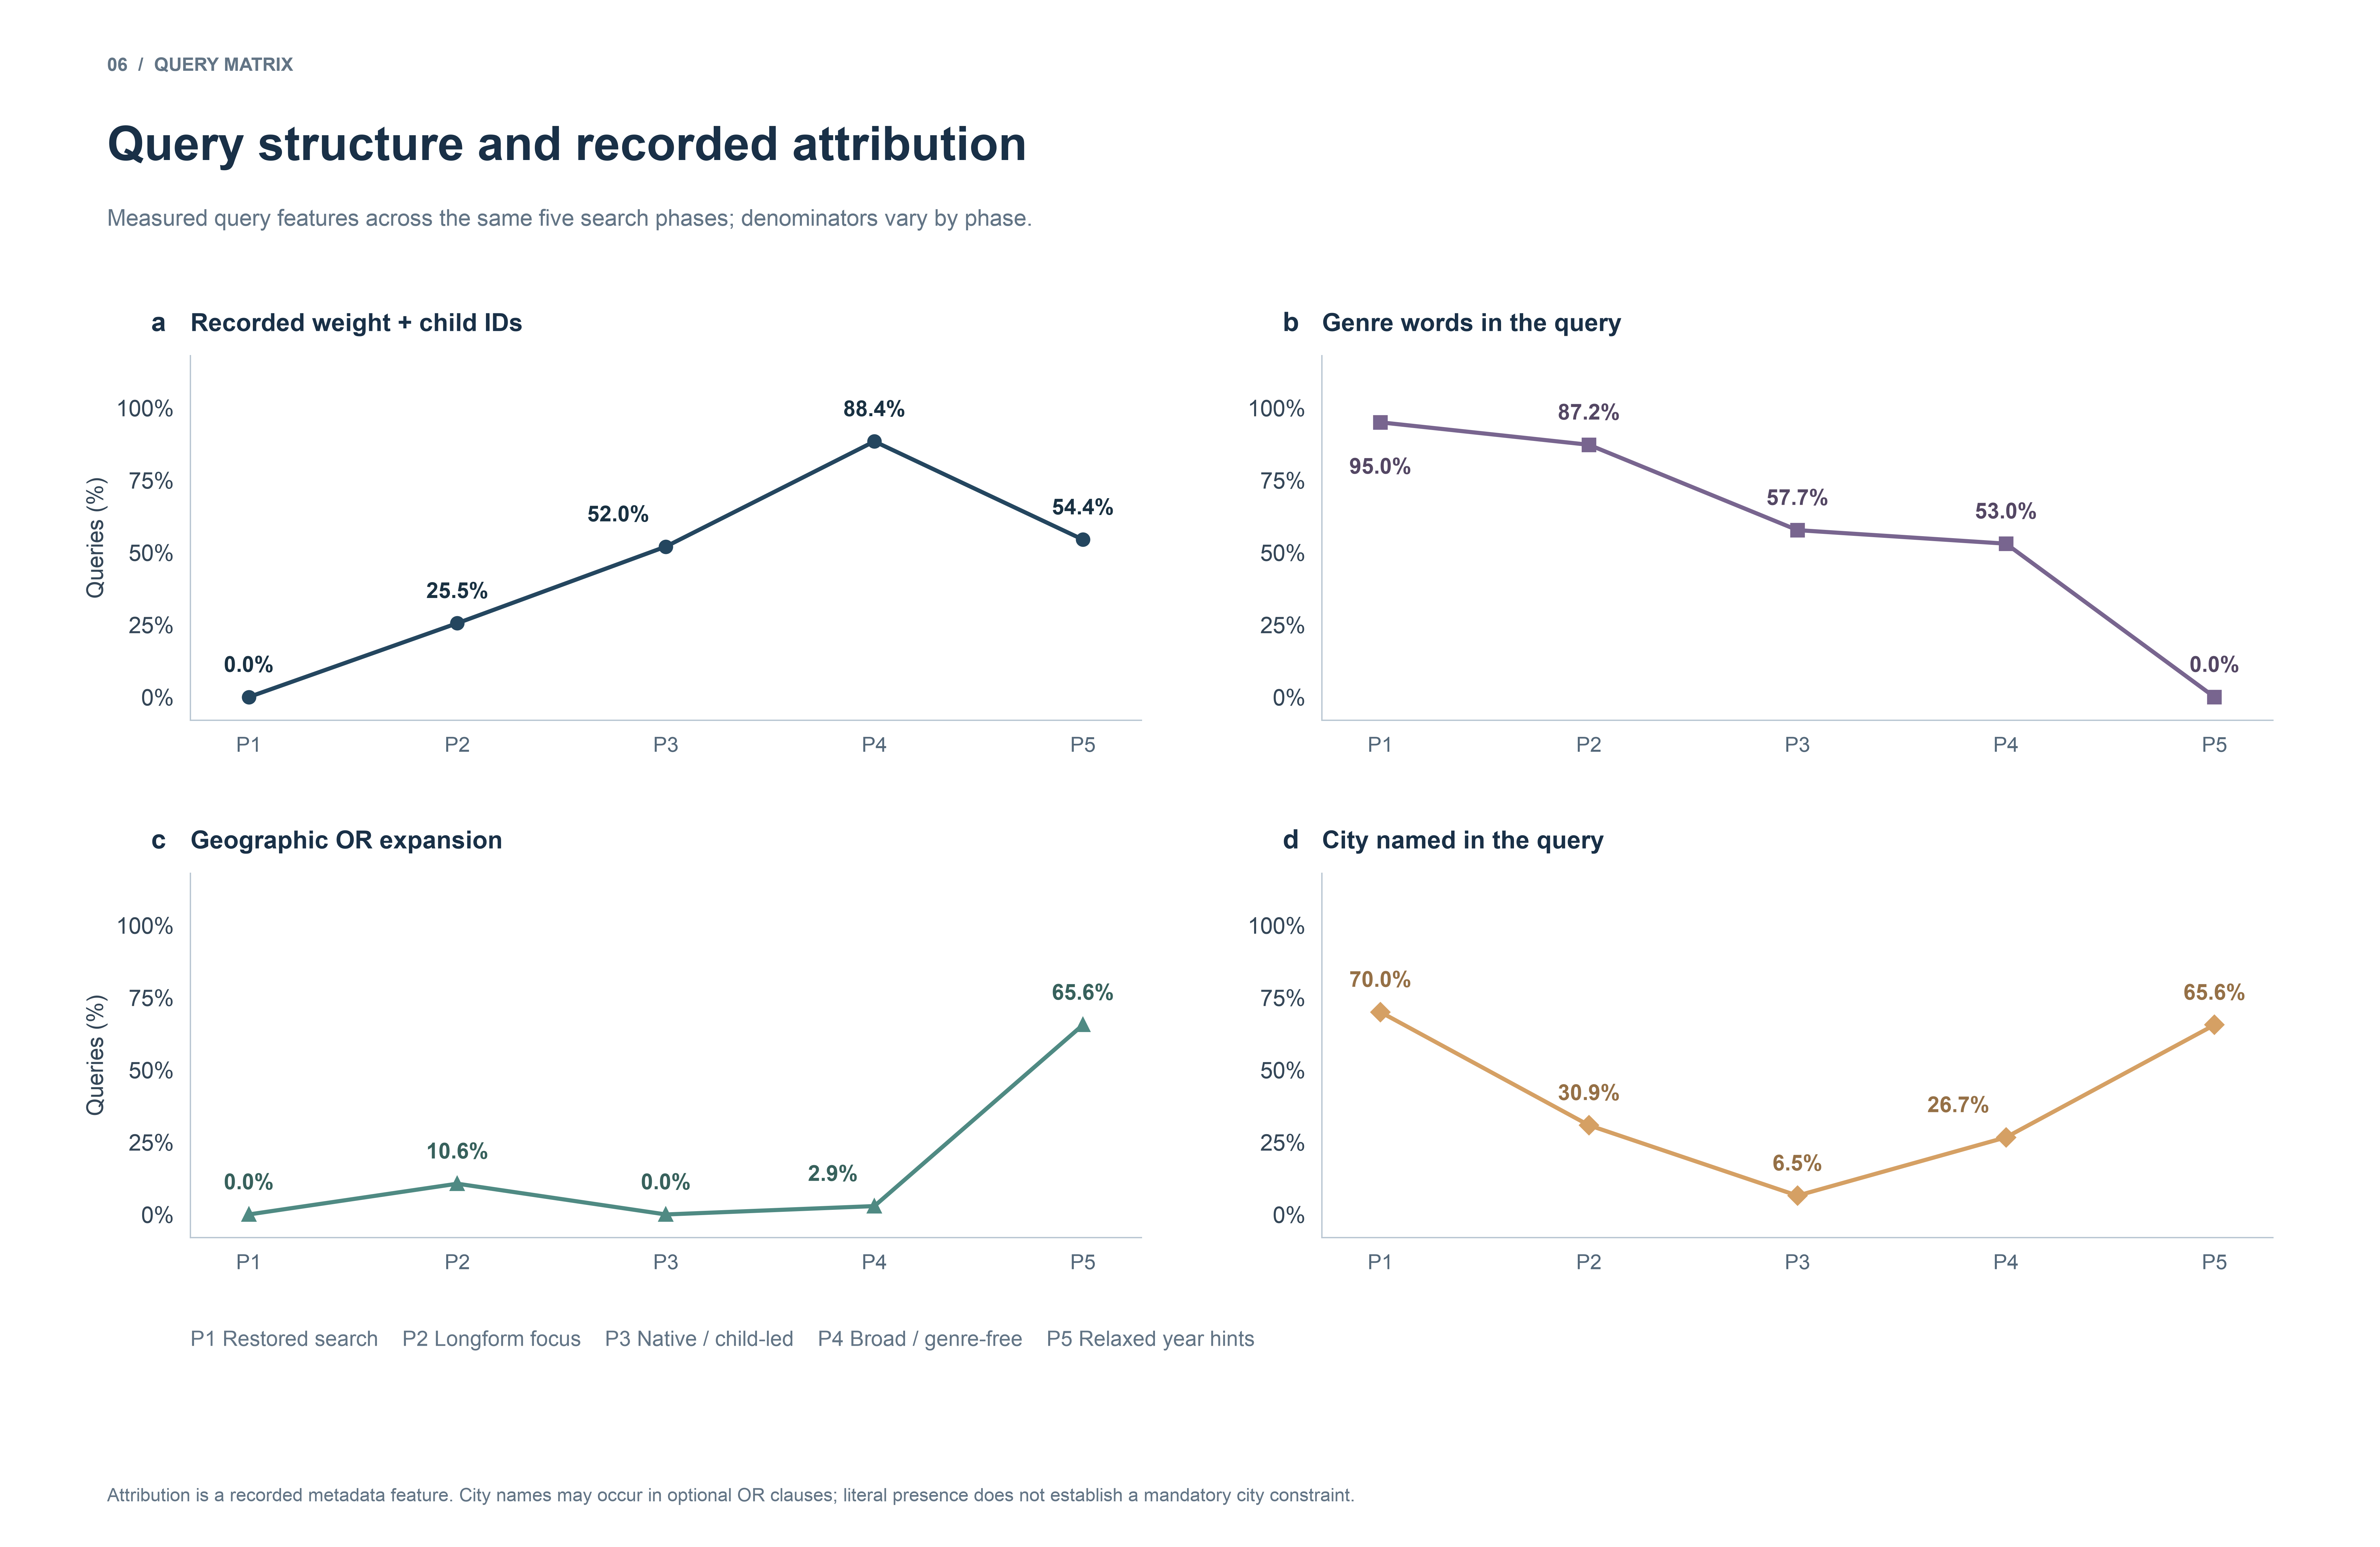 06 / QUERY MATRIX
Query structure and recorded attribution
Measured query features across the same five search phases; denominators vary by phase.
a Recorded weight + child IDs
Queries (%)
100%
75%
50%
25%
0%
0.0%
25.5%
52.0%
88.4%
54.4%
P1 P2 P3 P4 P5
b Genre words in the query
100%
75%
50%
25%
0%
95.0%
87.2%
57.7%
53.0%
0.0%
P1 P2 P3 P4 P5
c Geographic OR expansion
Queries (%)
100%
75%
50%
25%
0%
0.0%
10.6%
0.0%
2.9%
65.6%
P1 P2 P3 P4 P5
d City named in the query
100%
75%
50%
25%
0%
70.0%
30.9%
6.5%
26.7%
65.6%
P1 P2 P3 P4 P5
P1 Restored search P2 Longform focus P3 Native / child-led P4 Broad / genre-free P5 Relaxed year hints
Attribution is a recorded metadata feature. City names may occur in optional OR clauses; literal presence does not establish a mandatory city constraint.